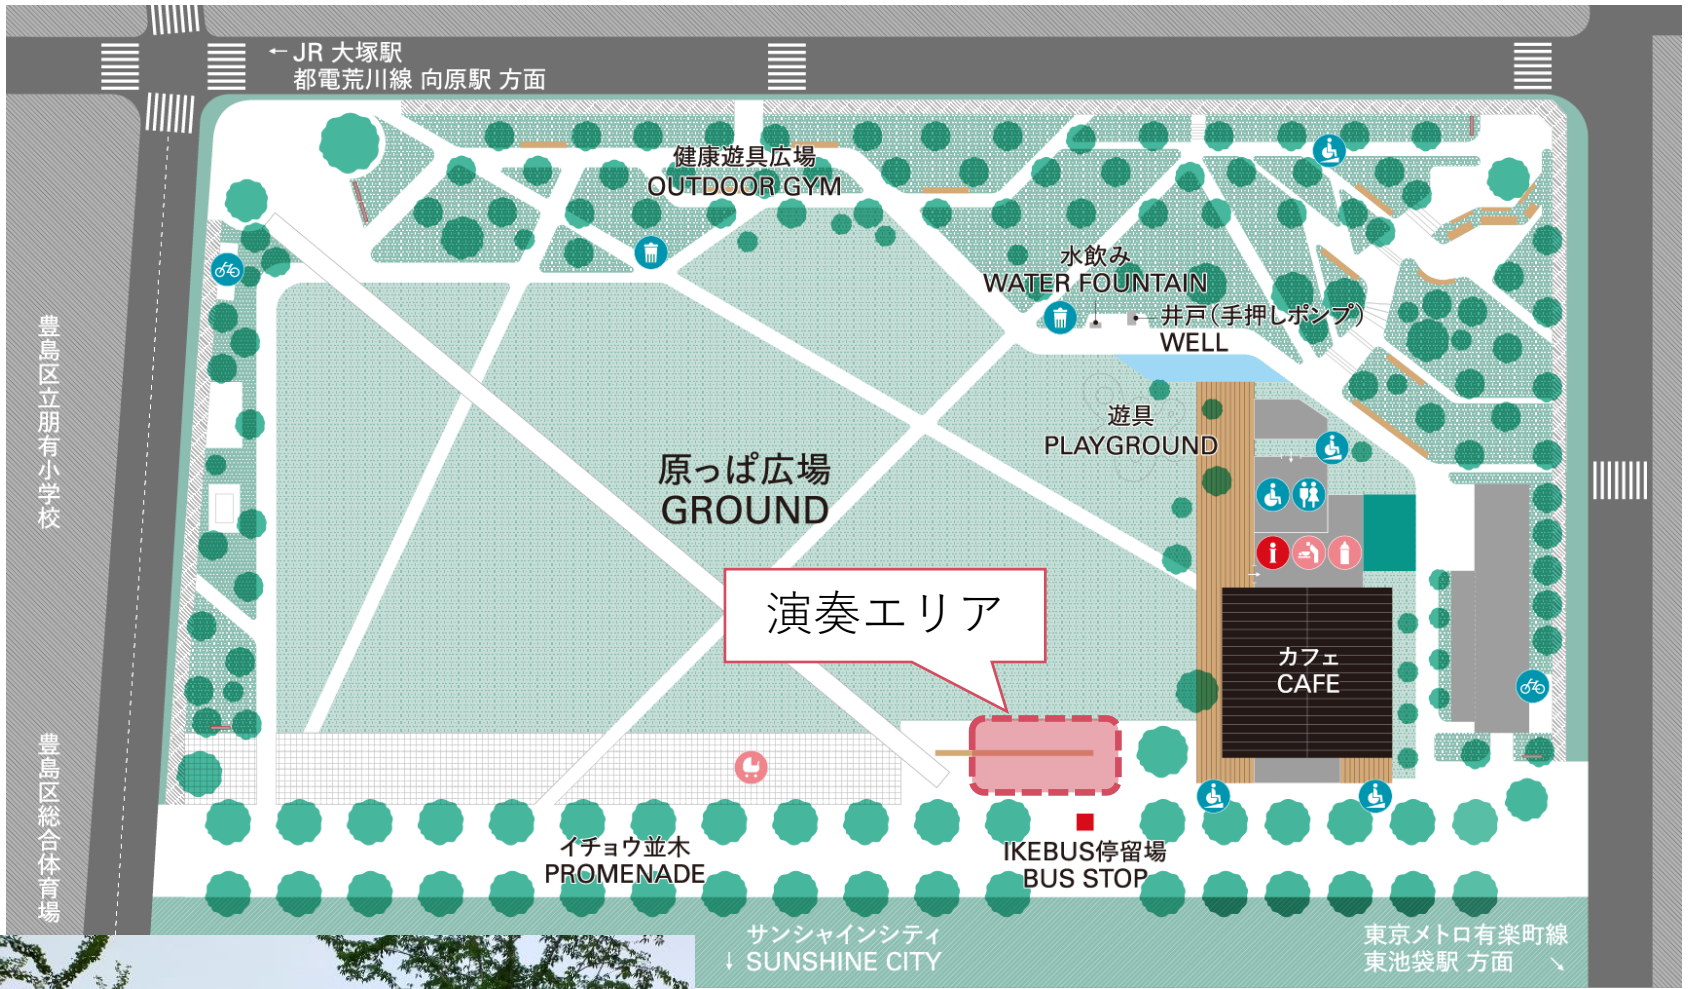 ← JR 大塚駅
都電荒川線 向原駅 方面
健康遊具広場
OUTDOOR GYM
水飲み
WATER FOUNTAIN
井戸(手押しポンプ)
WELL
豊島区立朋有小学校
遊具
PLAYGROUND
原っぱ広場
GROUND
演奏エリア
カフェ
CAFE
豊島区総合体育場
イチョウ並木
PROMENADE
IKEBUS停留場
BUS STOP
サンシャインシティ
↓ SUNSHINE CITY
東京メトロ有楽町線
東池袋駅 方面 ↘